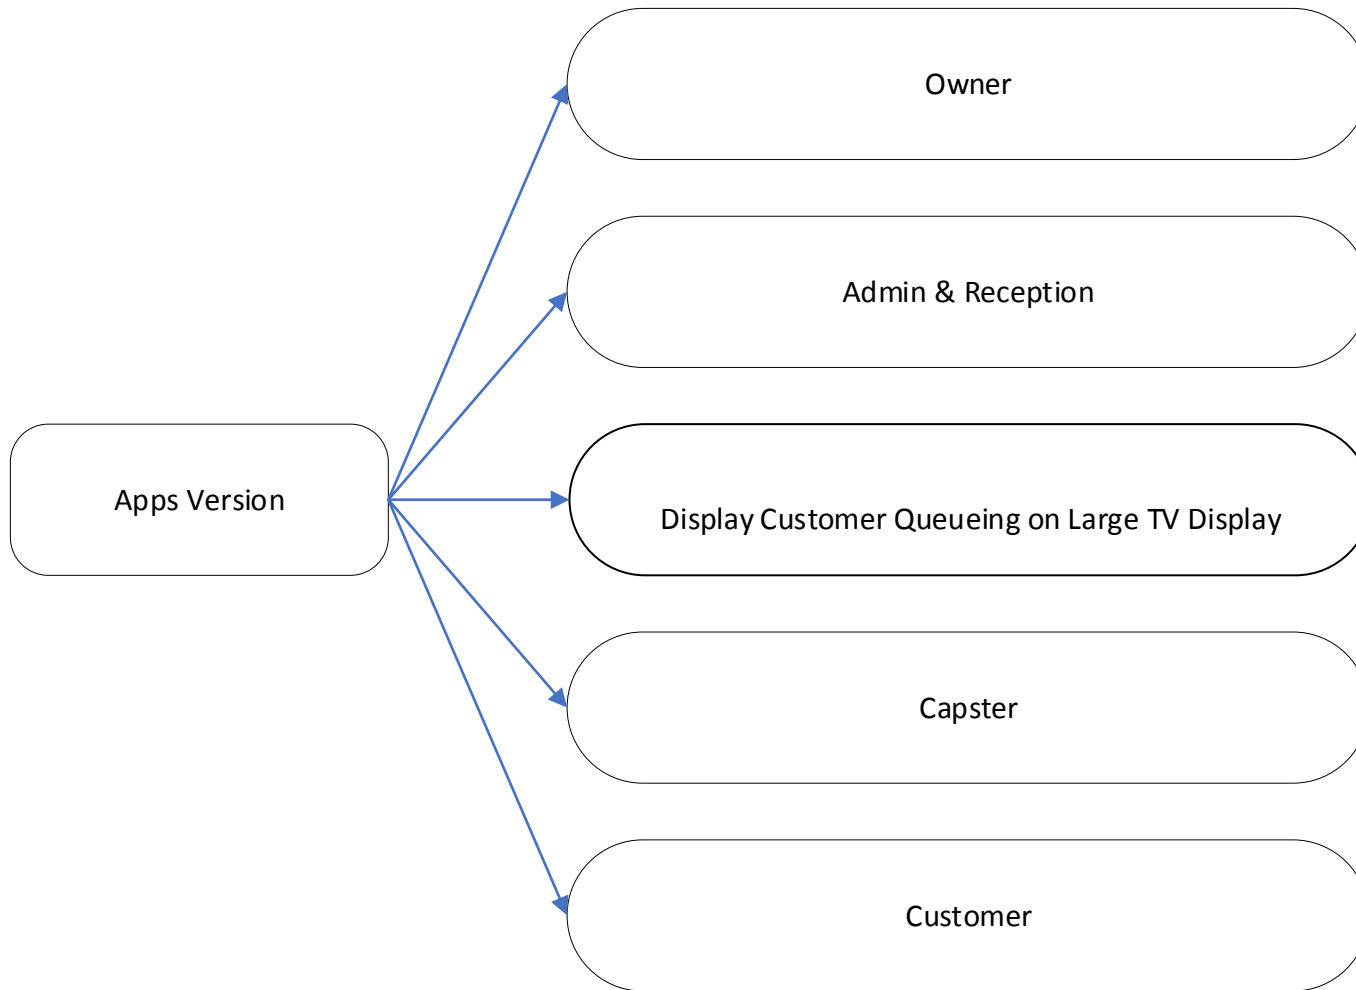 Owner
Admin & Reception
Apps Version
Display Customer Queueing on Large TV Display
Capster
Customer